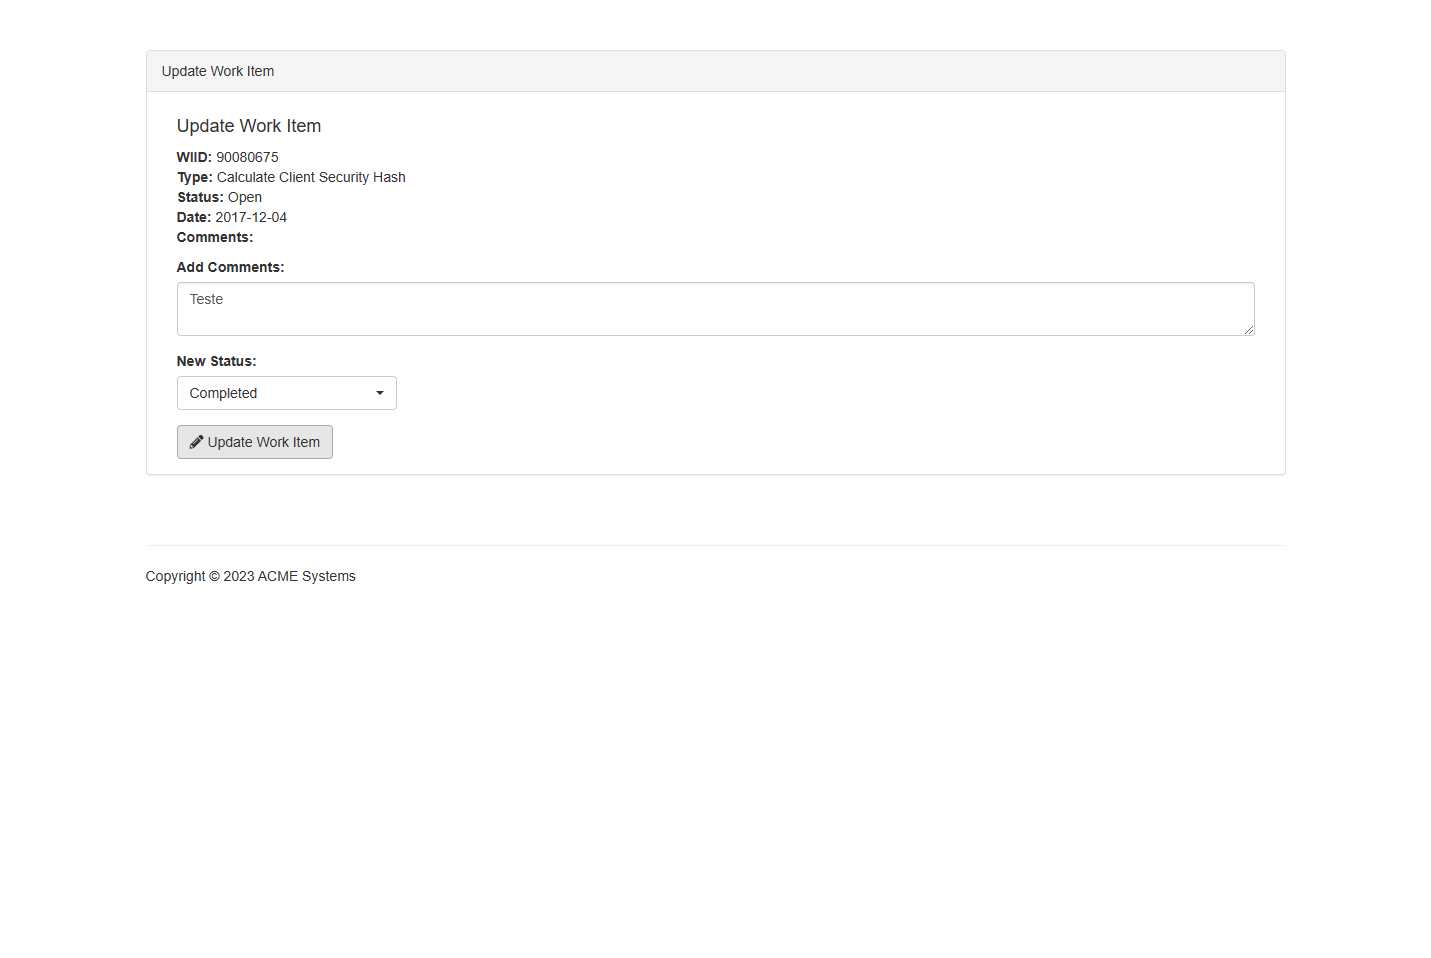 Update Work Item
Update Work Item
WIID: 90080675
Type: Calculate Client Security Hash
Status: Open
Date: 2017-12-04
Comments:
Add Comments:
Teste
New Status:
Completed
Update Work Item
Copyright © 2023 ACME Systems